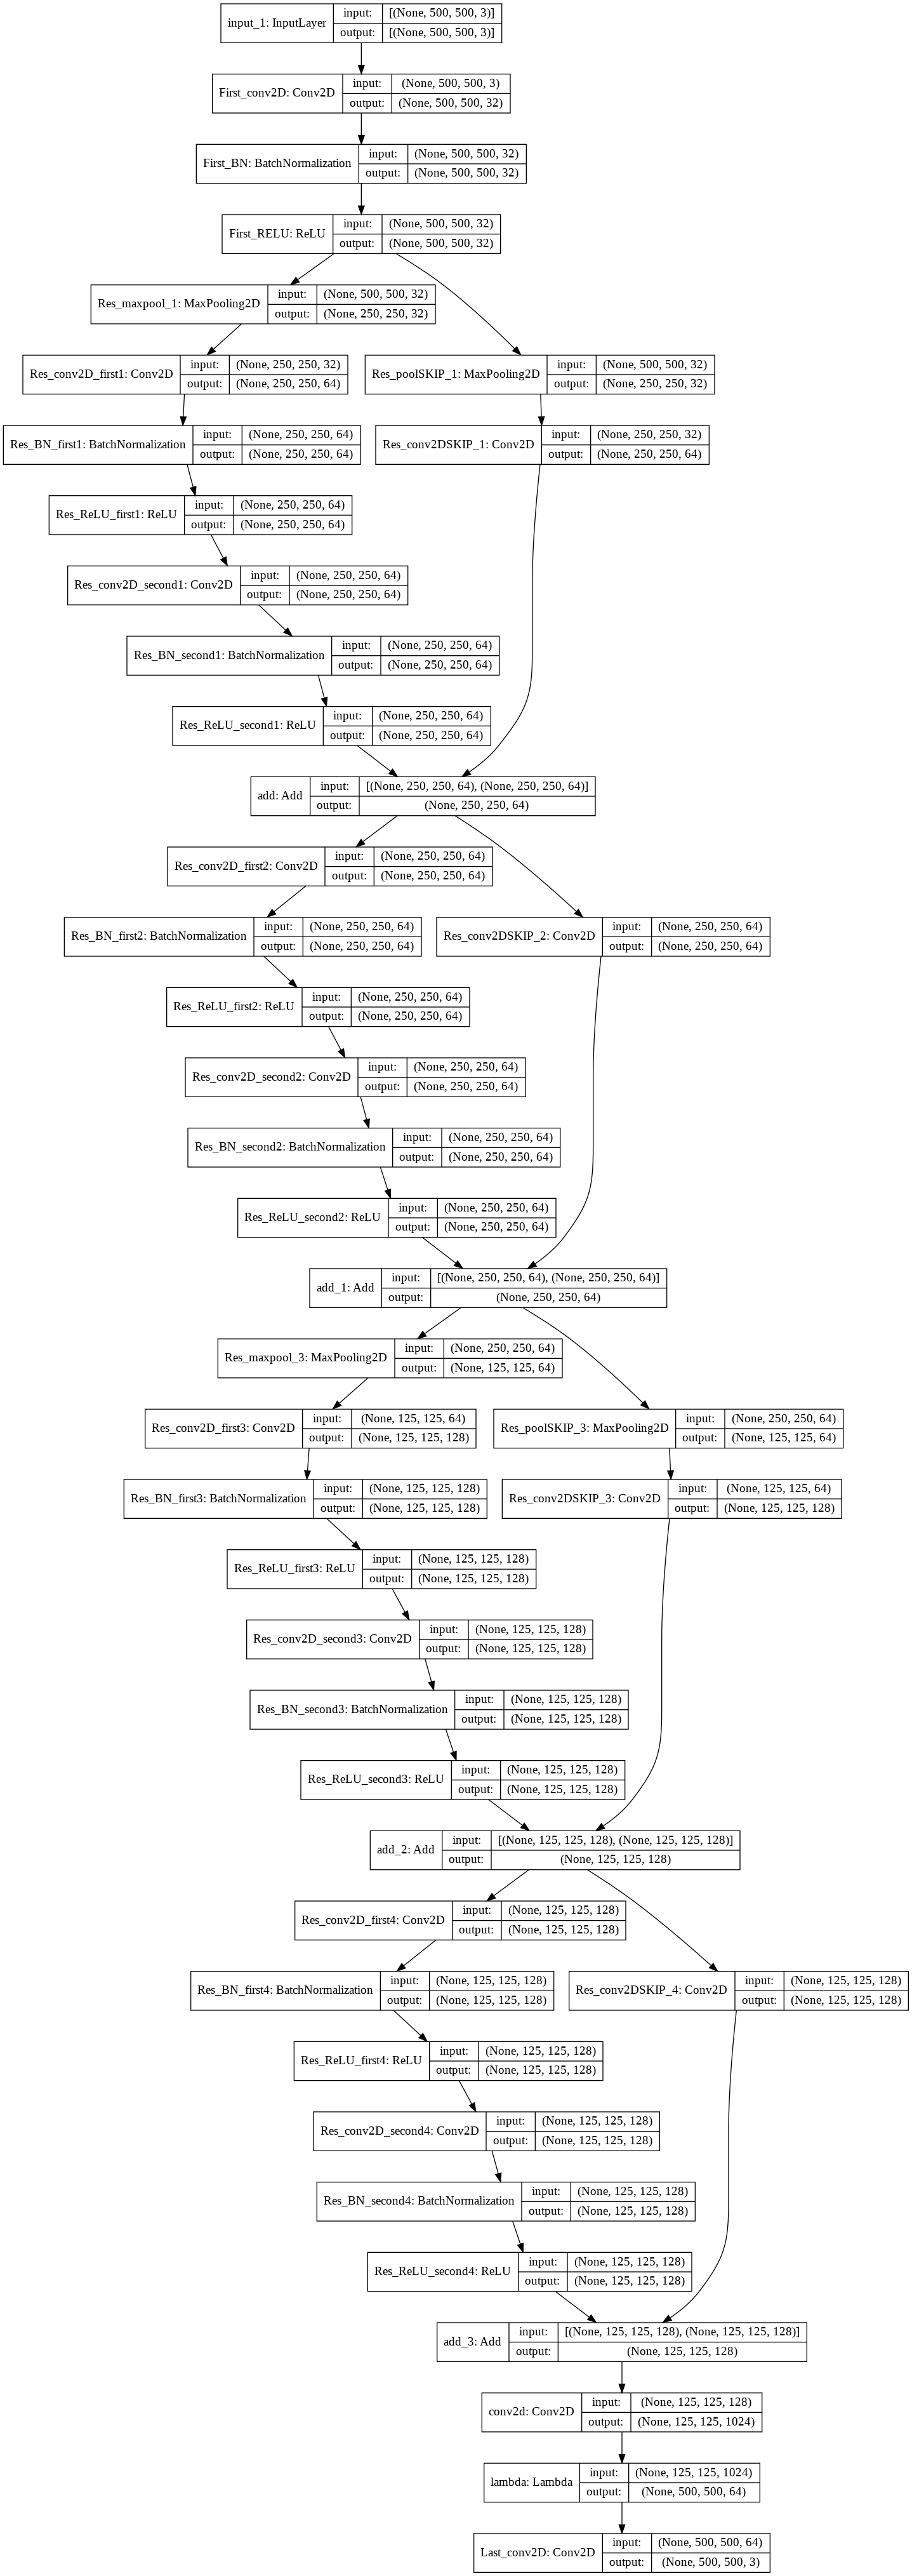 input_1: InputLayer
input: [(None, 500, 500, 3)]
output: [(None, 500, 500, 3)]
First_conv2D: Conv2D
input: (None, 500, 500, 3)
output: (None, 500, 500, 32)
First_BN: BatchNormalization
input: (None, 500, 500, 32)
output: (None, 500, 500, 32)
First_RELU: ReLU
input: (None, 500, 500, 32)
output: (None, 500, 500, 32)
Res_maxpool_1: MaxPooling2D
input: (None, 500, 500, 32)
output: (None, 250, 250, 32)
Res_conv2D_first1: Conv2D
input: (None, 250, 250, 32)
output: (None, 250, 250, 64)
Res_poolSKIP_1: MaxPooling2D
input: (None, 500, 500, 32)
output: (None, 250, 250, 32)
Res_BN_first1: BatchNormalization
input: (None, 250, 250, 64)
output: (None, 250, 250, 64)
Res_conv2DSKIP_1: Conv2D
input: (None, 250, 250, 32)
output: (None, 250, 250, 64)
Res_ReLU_first1: ReLU
input: (None, 250, 250, 64)
output: (None, 250, 250, 64)
Res_conv2D_second1: Conv2D
input: (None, 250, 250, 64)
output: (None, 250, 250, 64)
Res_BN_second1: BatchNormalization
input: (None, 250, 250, 64)
output: (None, 250, 250, 64)
Res_ReLU_second1: ReLU
input: (None, 250, 250, 64)
output: (None, 250, 250, 64)
add: Add
input: [(None, 250, 250, 64), (None, 250, 250, 64)]
output: (None, 250, 250, 64)
Res_conv2D_first2: Conv2D
input: (None, 250, 250, 64)
output: (None, 250, 250, 64)
Res_BN_first2: BatchNormalization
input: (None, 250, 250, 64)
output: (None, 250, 250, 64)
Res_conv2DSKIP_2: Conv2D
input: (None, 250, 250, 64)
output: (None, 250, 250, 64)
Res_ReLU_first2: ReLU
input: (None, 250, 250, 64)
output: (None, 250, 250, 64)
Res_conv2D_second2: Conv2D
input: (None, 250, 250, 64)
output: (None, 250, 250, 64)
Res_BN_second2: BatchNormalization
input: (None, 250, 250, 64)
output: (None, 250, 250, 64)
Res_ReLU_second2: ReLU
input: (None, 250, 250, 64)
output: (None, 250, 250, 64)
add_1: Add
input: [(None, 250, 250, 64), (None, 250, 250, 64)]
output: (None, 250, 250, 64)
Res_maxpool_3: MaxPooling2D
input: (None, 250, 250, 64)
output: (None, 125, 125, 64)
Res_conv2D_first3: Conv2D
input: (None, 125, 125, 64)
output: (None, 125, 125, 128)
Res_poolSKIP_3: MaxPooling2D
input: (None, 250, 250, 64)
output: (None, 125, 125, 64)
Res_BN_first3: BatchNormalization
input: (None, 125, 125, 128)
output: (None, 125, 125, 128)
Res_conv2DSKIP_3: Conv2D
input: (None, 125, 125, 64)
output: (None, 125, 125, 128)
Res_ReLU_first3: ReLU
input: (None, 125, 125, 128)
output: (None, 125, 125, 128)
Res_conv2D_second3: Conv2D
input: (None, 125, 125, 128)
output: (None, 125, 125, 128)
Res_BN_second3: BatchNormalization
input: (None, 125, 125, 128)
output: (None, 125, 125, 128)
Res_ReLU_second3: ReLU
input: (None, 125, 125, 128)
output: (None, 125, 125, 128)
add_2: Add
input: [(None, 125, 125, 128), (None, 125, 125, 128)]
output: (None, 125, 125, 128)
Res_conv2D_first4: Conv2D
input: (None, 125, 125, 128)
output: (None, 125, 125, 128)
Res_BN_first4: BatchNormalization
input: (None, 125, 125, 128)
output: (None, 125, 125, 128)
Res_conv2DSKIP_4: Conv2D
input: (None, 125, 125, 128)
output: (None, 125, 125, 128)
Res_ReLU_first4: ReLU
input: (None, 125, 125, 128)
output: (None, 125, 125, 128)
Res_conv2D_second4: Conv2D
input: (None, 125, 125, 128)
output: (None, 125, 125, 128)
Res_BN_second4: BatchNormalization
input: (None, 125, 125, 128)
output: (None, 125, 125, 128)
Res_ReLU_second4: ReLU
input: (None, 125, 125, 128)
output: (None, 125, 125, 128)
add_3: Add
input: [(None, 125, 125, 128), (None, 125, 125, 128)]
output: (None, 125, 125, 128)
conv2d: Conv2D
input: (None, 125, 125, 128)
output: (None, 125, 125, 1024)
lambda: Lambda
input: (None, 125, 125, 1024)
output: (None, 500, 500, 64)
Last_conv2D: Conv2D
input: (None, 500, 500, 64)
output: (None, 500, 500, 3)